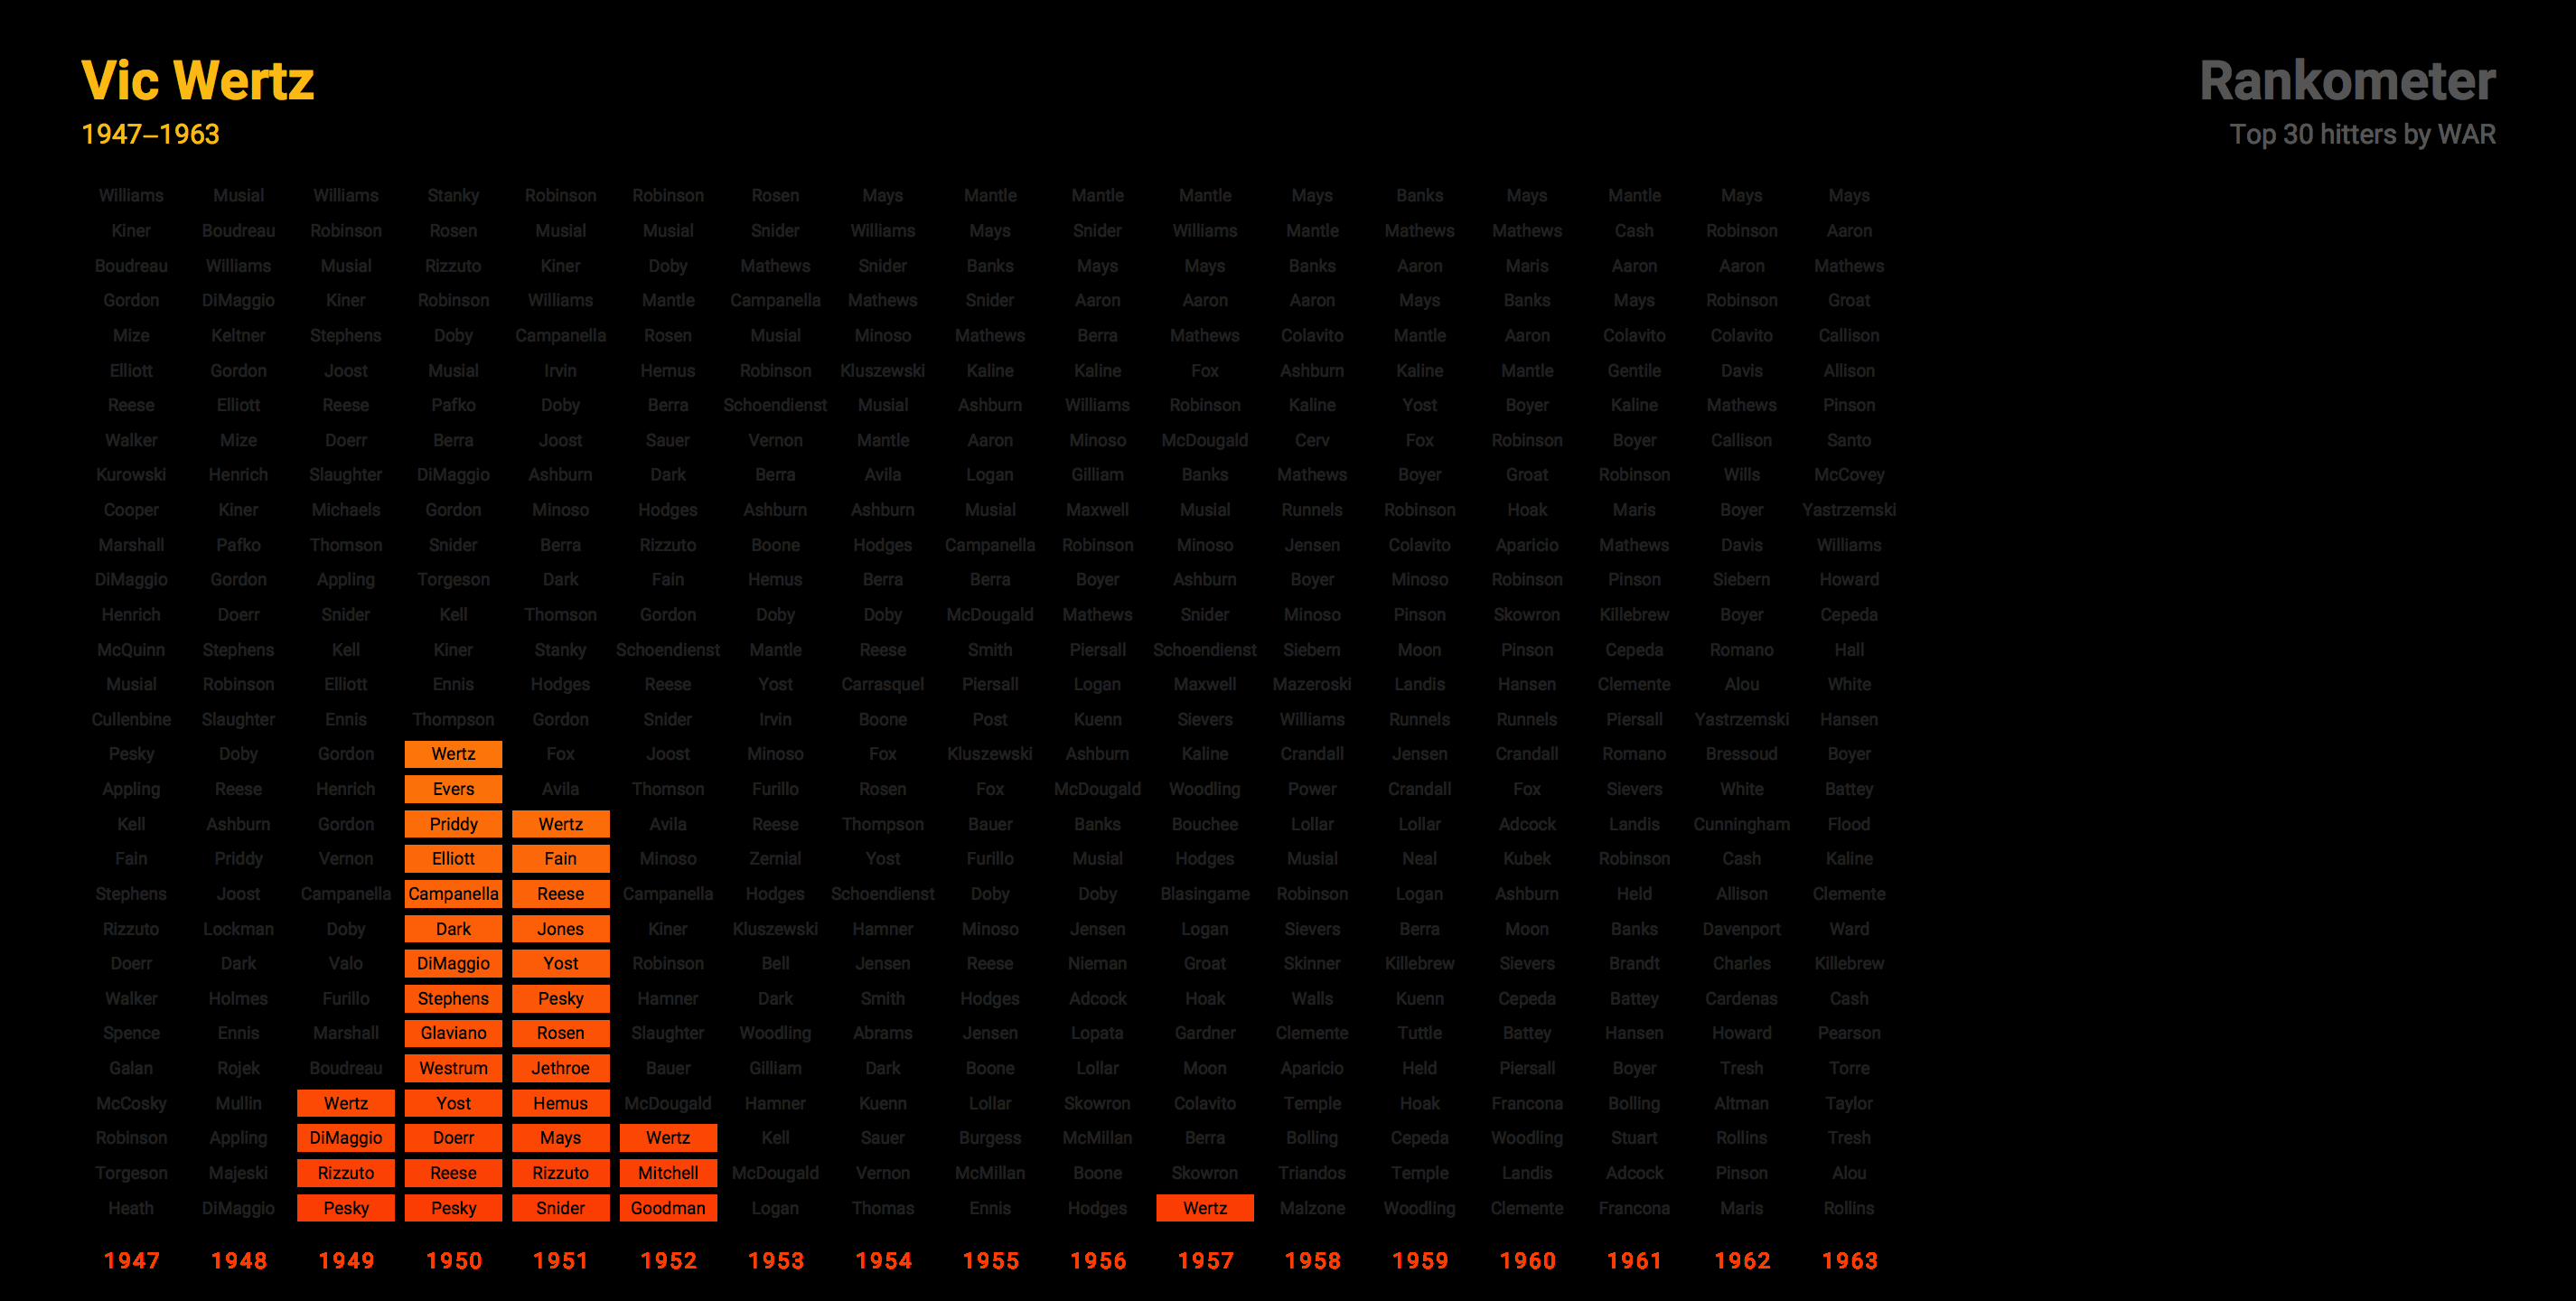 Vic Wertz
1947–1963
Rankometer
Top 30 hitters by WAR
Williams Musial Williams Stanky Robinson Robinson Rosen Mays Mantle Mantle Mantle Mays Banks Mays Mantle Mays Mays
Kiner Boudreau Robinson Rosen Musial Musial Snider Williams Mays Snider Williams Mantle Mathews Mathews Cash Robinson Aaron
Boudreau Williams Musial Rizzuto Kiner Doby Mathews Snider Banks Mays Mays Banks Aaron Maris Aaron Aaron Mathews
Gordon DiMaggio Kiner Robinson Williams Mantle Campanella Mathews Snider Aaron Aaron Aaron Mays Banks Mays Robinson Groat
Mize Keltner Stephens Doby Campanella Rosen Musial Minoso Mathews Berra Mathews Colavito Mantle Aaron Colavito Colavito Callison
Elliott Gordon Joost Musial Irvin Hemus Robinson Kluszewski Kaline Kaline Fox Ashburn Kaline Mantle Gentile Davis Allison
Reese Elliott Reese Pafko Doby Berra Schoendienst Musial Ashburn Williams Robinson Kaline Yost Boyer Kaline Mathews Pinson
Walker Mize Doerr Berra Joost Sauer Vernon Mantle Aaron Minoso McDougald Cerv Fox Robinson Boyer Callison Santo
Kurowski Henrich Slaughter DiMaggio Ashburn Dark Berra Avila Logan Gilliam Banks Mathews Boyer Groat Robinson Wills McCovey
Cooper Kiner Michaels Gordon Minoso Hodges Ashburn Ashburn Musial Maxwell Musial Runnels Robinson Hoak Maris Boyer Yastrzemski
Marshall Pafko Thomson Snider Berra Rizzuto Boone Hodges Campanella Robinson Minoso Jensen Colavito Aparicio Mathews Davis Williams
DiMaggio Gordon Appling Torgeson Dark Fain Hemus Berra Berra Boyer Ashburn Boyer Minoso Robinson Pinson Siebern Howard
Henrich Doerr Snider Kell Thomson Gordon Doby Doby McDougald Mathews Snider Minoso Pinson Skowron Killebrew Boyer Cepeda
McQuinn Stephens Kell Kiner Stanky Schoendienst Mantle Reese Smith Piersall Schoendienst Siebern Moon Pinson Cepeda Romano Hall
Musial Robinson Elliott Ennis Hodges Reese Yost Carrasquel Piersall Logan Maxwell Mazeroski Landis Hansen Clemente Alou White
Cullenbine Slaughter Ennis Thompson Gordon Snider Irvin Boone Post Kuenn Sievers Williams Runnels Runnels Piersall Yastrzemski Hansen
Pesky Doby Gordon Wertz Fox Joost Minoso Fox Kluszewski Ashburn Kaline Crandall Jensen Crandall Romano Bressoud Boyer
Appling Reese Henrich Evers Avila Thomson Furillo Rosen Fox McDougald Woodling Power Crandall Fox Sievers White Battey
Kell Ashburn Gordon Priddy Wertz Avila Reese Thompson Bauer Banks Bouchee Lollar Lollar Adcock Landis Cunningham Flood
Fain Priddy Vernon Elliott Fain Minoso Zernial Yost Furillo Musial Hodges Musial Neal Kubek Robinson Cash Kaline
Stephens Joost Campanella Campanella Reese Campanella Hodges Schoendienst Doby Doby Blasingame Robinson Logan Ashburn Held Allison Clemente
Rizzuto Lockman Doby Dark Jones Kiner Kluszewski Hamner Minoso Jensen Logan Sievers Berra Moon Banks Davenport Ward
Doerr Dark Valo DiMaggio Yost Robinson Bell Jensen Reese Nieman Groat Skinner Killebrew Sievers Brandt Charles Killebrew
Walker Holmes Furillo Stephens Pesky Hamner Dark Smith Hodges Adcock Hoak Walls Kuenn Cepeda Battey Cardenas Cash
Spence Ennis Marshall Glaviano Rosen Slaughter Woodling Abrams Jensen Lopata Gardner Clemente Tuttle Battey Hansen Howard Pearson
Galan Rojek Boudreau Westrum Jethroe Bauer Gilliam Dark Boone Lollar Moon Aparicio Held Piersall Boyer Tresh Torre
McCosky Mullin Wertz Yost Hemus McDougald Hamner Kuenn Lollar Skowron Colavito Temple Hoak Francona Bolling Altman Taylor
Robinson Appling DiMaggio Doerr Mays Wertz Kell Sauer Burgess McMillan Berra Bolling Cepeda Woodling Stuart Rollins Tresh
Torgeson Majeski Rizzuto Reese Rizzuto Mitchell McDougald Vernon McMillan Boone Skowron Triandos Temple Landis Adcock Pinson Alou
Heath DiMaggio Pesky Pesky Snider Goodman Logan Thomas Ennis Hodges Wertz Malzone Woodling Clemente Francona Maris Rollins
1947 1948 1949 1950 1951 1952 1953 1954 1955 1956 1957 1958 1959 1960 1961 1962 1963